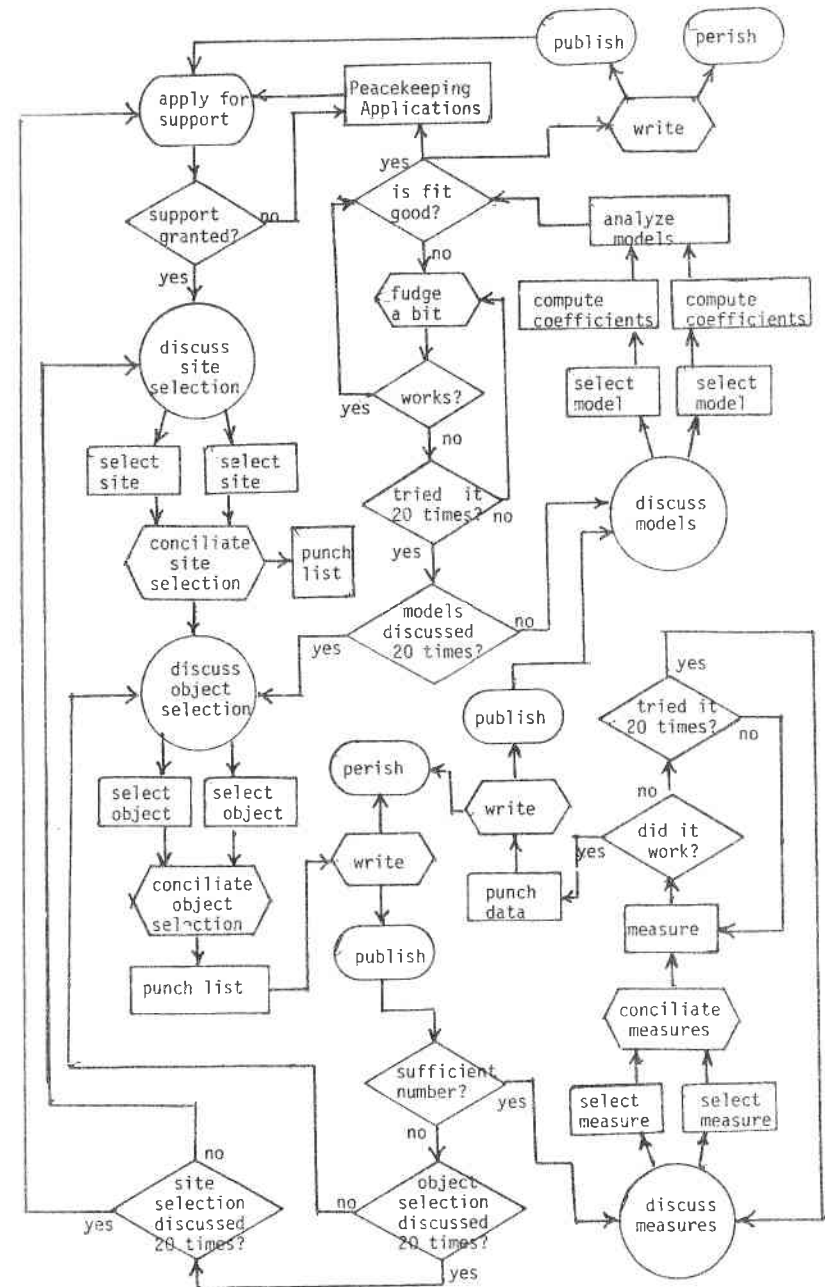 publish
perish
apply for
support
Peacekeeping
Applications
write
yes
support
granted?
no
is fit
good?
analyze
models
yes
no
fudge
a bit
compute
coefficients
compute
coefficients
discuss
site
selection
works?
yes
select
model
select
model
no
select
site
select
site
tried it
20 times?
no
discuss
models
conciliate
site
selection
punch
list
yes
models
discussed
20 times?
no
yes
discuss
object
selection
yes
tried it
20 times?
no
publish
perish
select
object
select
object
write
no
did it
work?
yes
write
conciliate
object
selection
punch
data
measure
publish
punch list
conciliate
measures
sufficient
number?
yes
select
measure
select
measure
no
no
site
selection
discussed
20 times?
yes
no
object
selection
discussed
20 times?
yes
discuss
measures